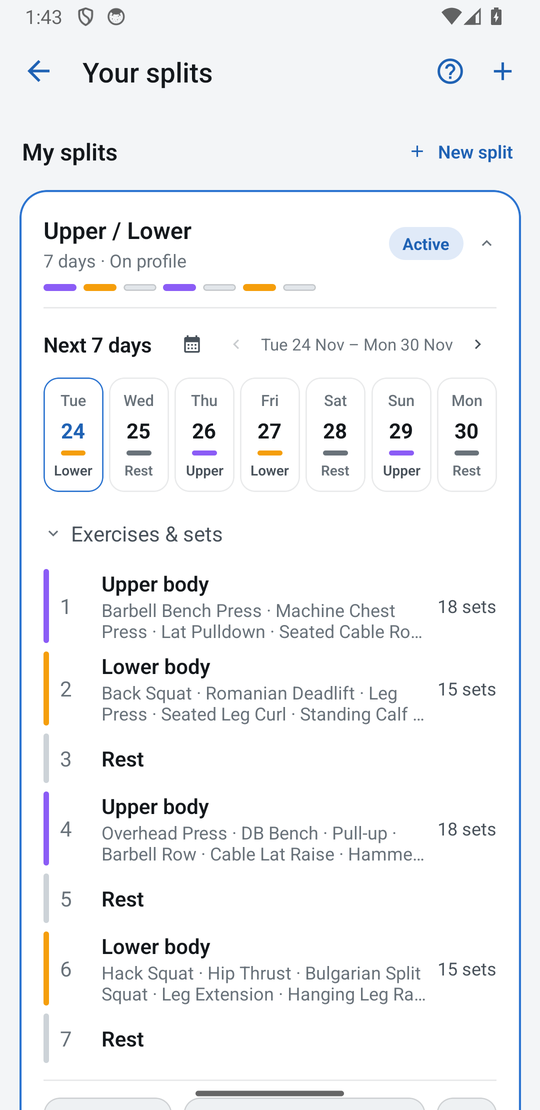 1:43
Your splits
My splits
+ New split
Upper / Lower
7 days · On profile
Active
Next 7 days
Tue 24 Nov – Mon 30 Nov
Tue Wed Thu Fri Sat Sun Mon
24 25 26 27 28 29 30
Lower Rest Upper Lower Rest Upper Rest
Exercises & sets
1 Upper body
Barbell Bench Press · Machine Chest
Press · Lat Pulldown · Seated Cable Ro…
18 sets
2 Lower body
Back Squat · Romanian Deadlift · Leg
Press · Seated Leg Curl · Standing Calf …
15 sets
3 Rest
4 Upper body
Overhead Press · DB Bench · Pull-up ·
Barbell Row · Cable Lat Raise · Hamme…
18 sets
5 Rest
6 Lower body
Hack Squat · Hip Thrust · Bulgarian Split
Squat · Leg Extension · Hanging Leg Ra…
15 sets
7 Rest